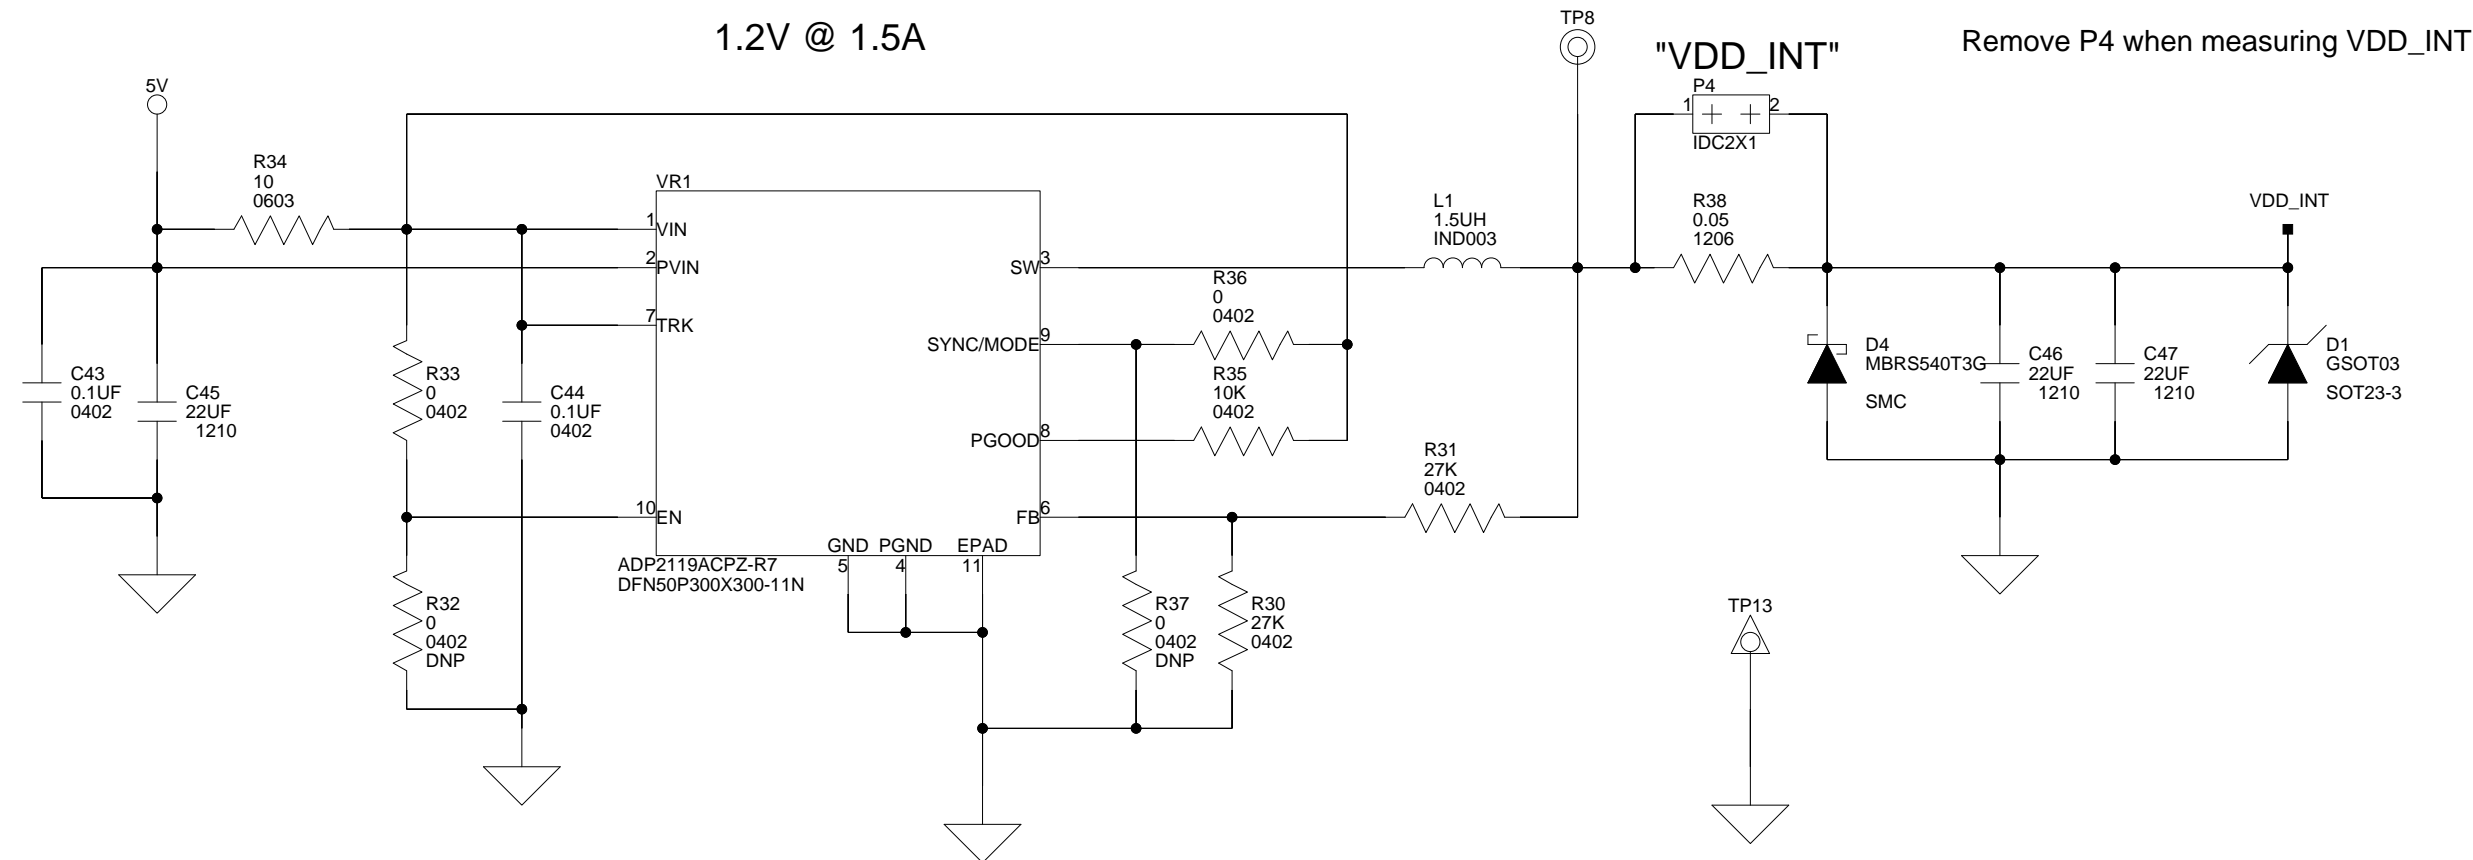 1.2V @ 1.5A
TP8
"VDD_INT"
Remove P4 when measuring VDD_INT
5V
P4
1
2
IDC2X1
R34
10
0603
VR1
1
VIN
2
PVIN
7
TRK
10
EN
SW
3
SYNC/MODE
9
PGOOD
8
FB
6
GND
PGND
EPAD
5
4
11
ADP2119ACPZ-R7
DFN50P300X300-11N
L1
1.5UH
IND003
R38
0.05
1206
VDD_INT
R36
0
0402
R35
10K
0402
R31
27K
0402
C43
0.1UF
0402
C45
22UF
1210
R33
0
0402
C44
0.1UF
0402
D4
MBRS540T3G
SMC
C46
22UF
1210
C47
22UF
1210
D1
GSOT03
SOT23-3
R32
0
0402
DNP
R37
0
0402
DNP
R30
27K
0402
TP13